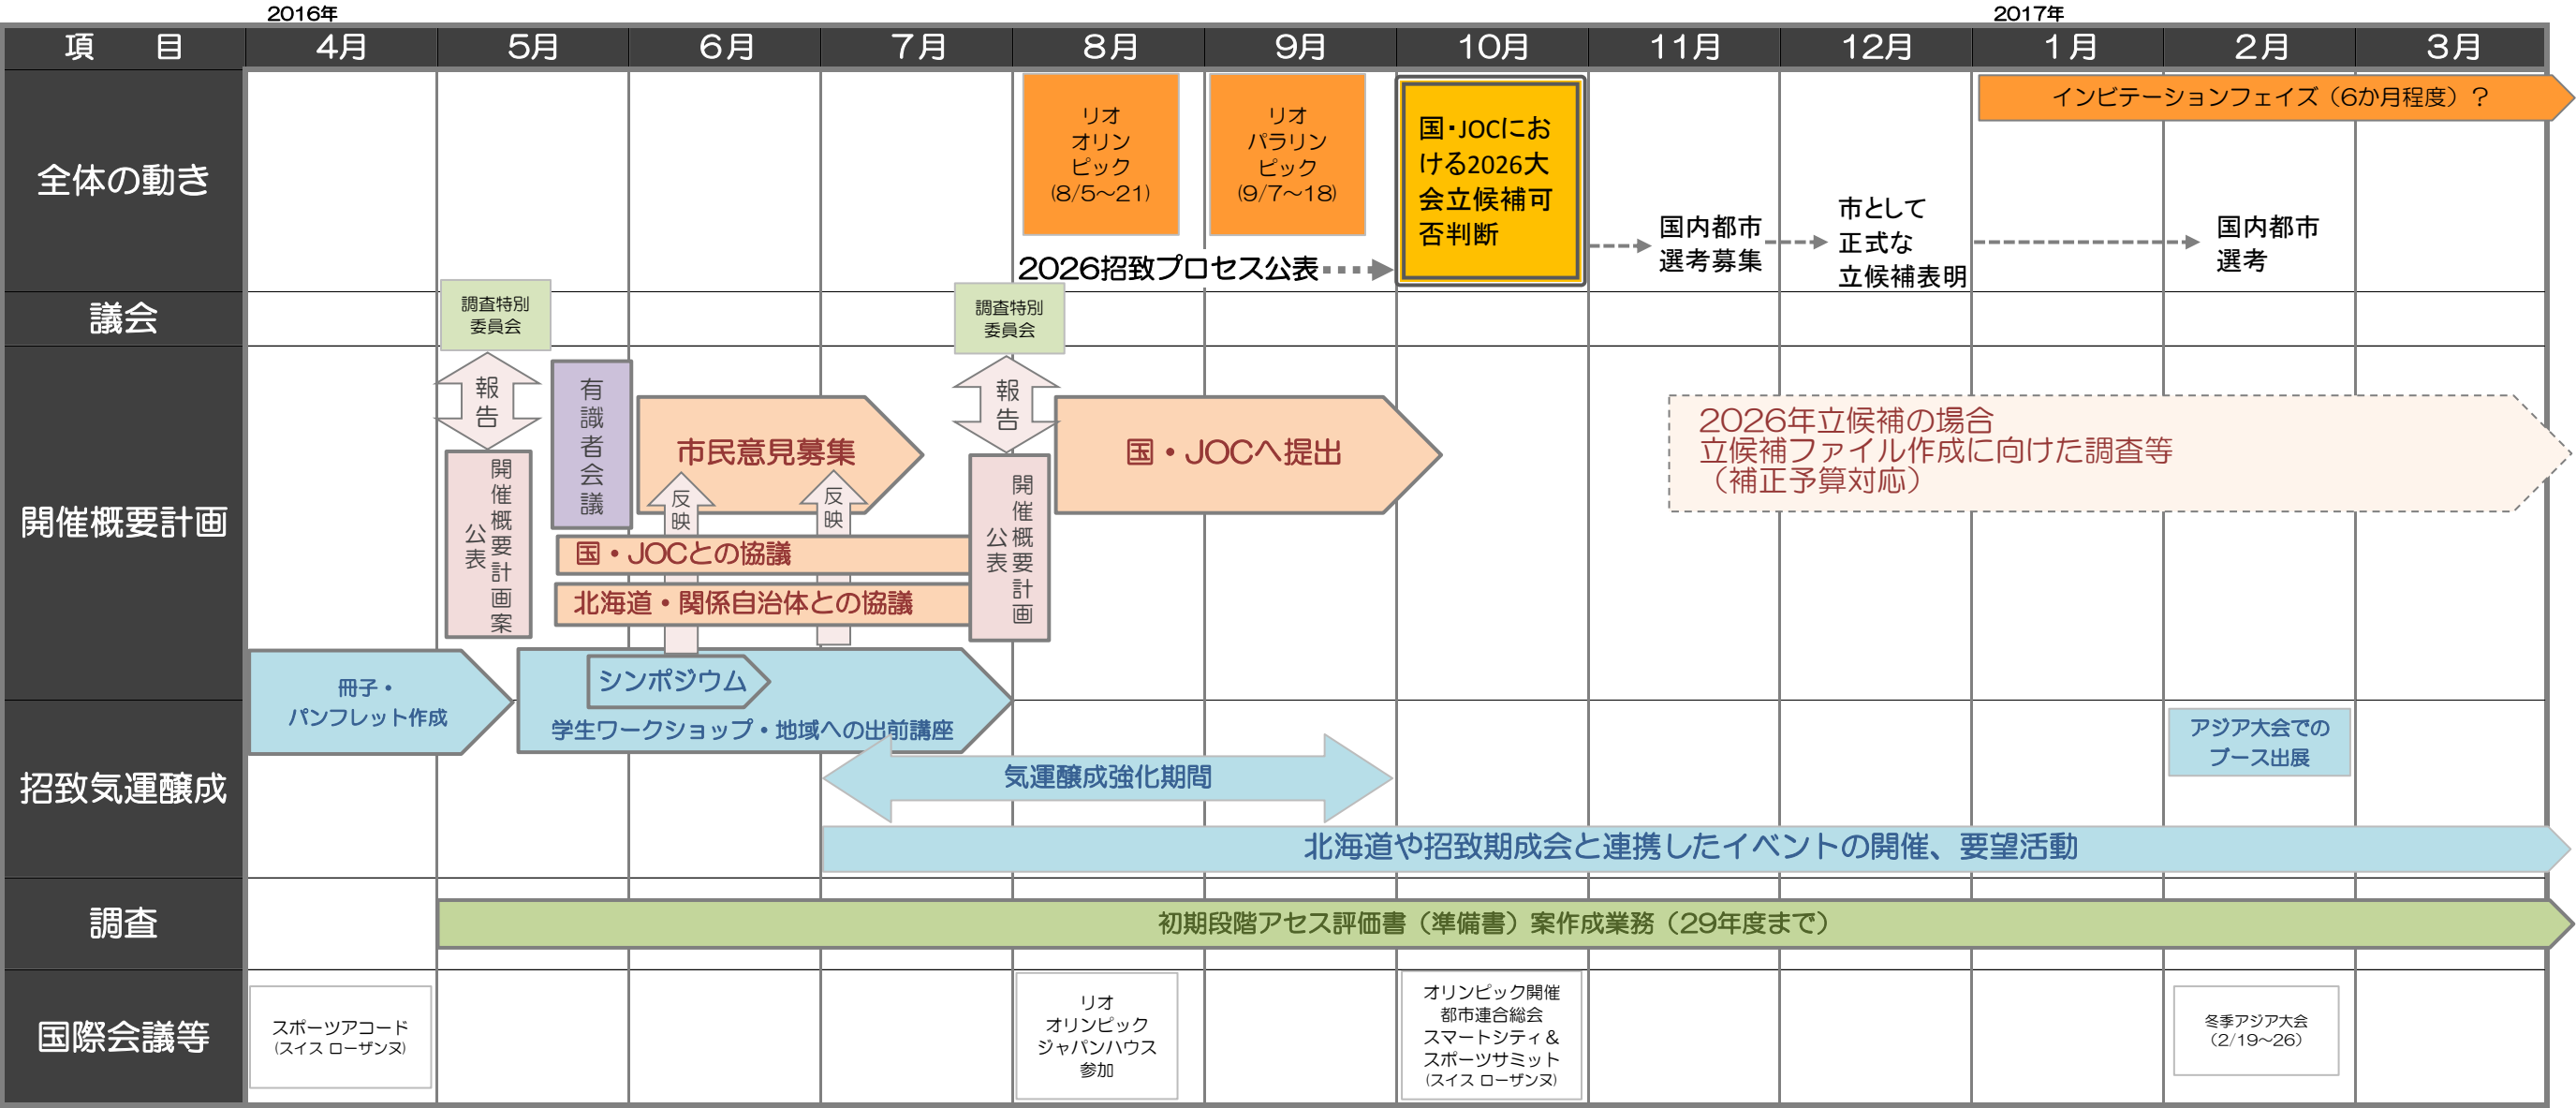 2016年
2017年
項　目
4月
5月
6月
7月
8月
9月
10月
11月
12月
1月
2月
3月
全体の動き
リオ
オリン
ピック
(8/5～21)
リオ
パラリン
ピック
(9/7～18)
2026招致プロセス公表
国・JOCにお
ける2026大
会立候補可
否判断
国内都市
選考募集
市として
正式な
立候補表明
国内都市
選考
インビテーションフェイズ（6か月程度）？
議会
調査特別
委員会
調査特別
委員会
開催概要計画
報告
開催概要計画案
公表
有識者会議
市民意見募集
反映
反映
国・JOCとの協議
北海道・関係自治体との協議
報告
開催概要計画
公表
国・JOCへ提出
2026年立候補の場合
立候補ファイル作成に向けた調査等
（補正予算対応）
招致気運醸成
冊子・
パンフレット作成
シンポジウム
学生ワークショップ・地域への出前講座
気運醸成強化期間
アジア大会での
ブース出展
北海道や招致期成会と連携したイベントの開催、要望活動
調査
初期段階アセス評価書（準備書）案作成業務（29年度まで）
国際会議等
スポーツアコード
(スイス ローザンヌ)
リオ
オリンピック
ジャパンハウス
参加
オリンピック開催
都市連合総会
スマートシティ＆
スポーツサミット
(スイス ローザンヌ)
冬季アジア大会
（2/19～26）